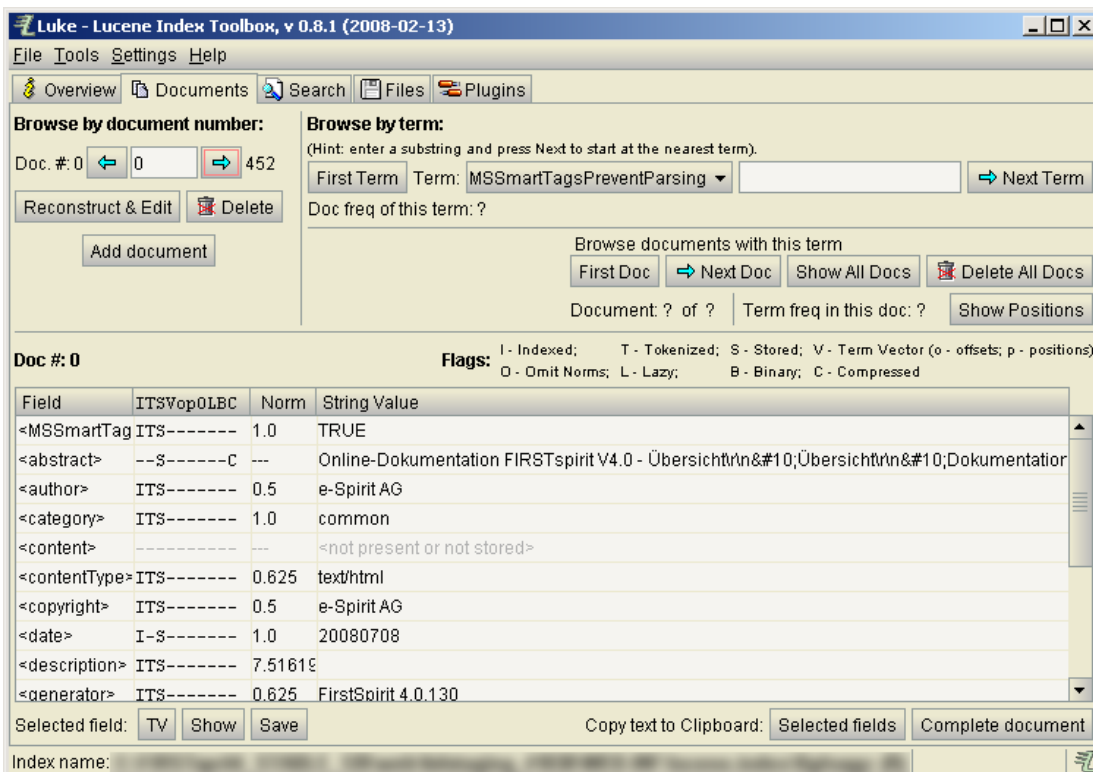 Luke - Lucene Index Toolbox, v 0.8.1 (2008-02-13)
File Tools Settings Help
Overview Documents Search Files Plugins
Browse by document number:
Doc. #: 0 0 452
Reconstruct & Edit Delete
Add document
Browse by term:
(Hint: enter a substring and press Next to start at the nearest term).
First Term Term: MSSmartTagsPreventParsing Next Term
Doc freq of this term: ?
Browse documents with this term
First Doc Next Doc Show All Docs Delete All Docs
Document: ? of ? Term freq in this doc: ? Show Positions
Doc #: 0
Flags: I - Indexed; T - Tokenized; S - Stored; V - Term Vector (o - offsets; p - positions)
O - Omit Norms; L - Lazy; B - Binary; C - Compressed
Field ITSVopOLBC Norm String Value
<MSSmartTag ITS------- 1.0 TRUE
<abstract> --S------C --- Online-Dokumentation FIRSTspirit V4.0 - Übersicht\r\n&#10;Übersicht\r\n&#10;Dokumentation
<author> ITS------- 0.5 e-Spirit AG
<category> ITS------- 1.0 common
<content> ---------- --- <not present or not stored>
<contentType> ITS------- 0.625 text/html
<copyright> ITS------- 0.5 e-Spirit AG
<date> I-S------- 1.0 20080708
<description> ITS------- 7.51619
<generator> ITS------- 0.625 FirstSpirit 4.0.130
Selected field: TV Show Save Copy text to Clipboard: Selected fields Complete document
Index name: